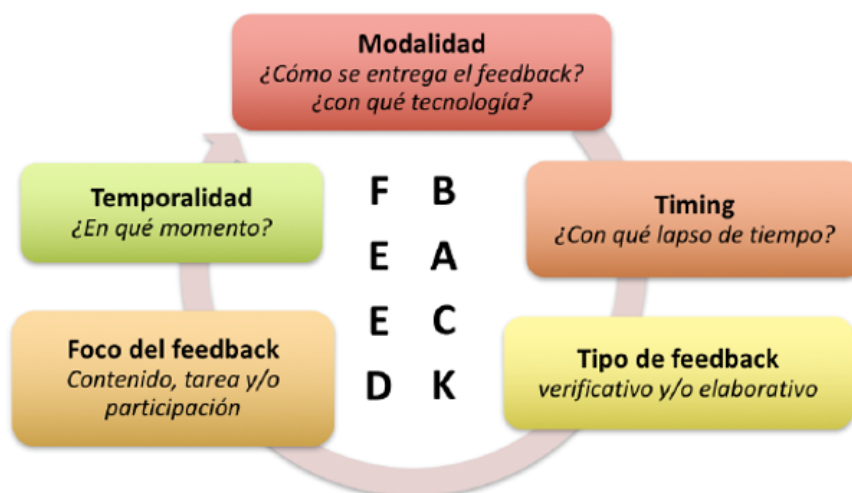 Modalidad
¿Cómo se entrega el feedback?
¿con qué tecnología?
Temporalidad
¿En qué momento?
F B
E A
E C
D K
Timing
¿Con qué lapso de tiempo?
Foco del feedback
Contenido, tarea y/o
participación
Tipo de feedback
verificativo y/o elaborativo